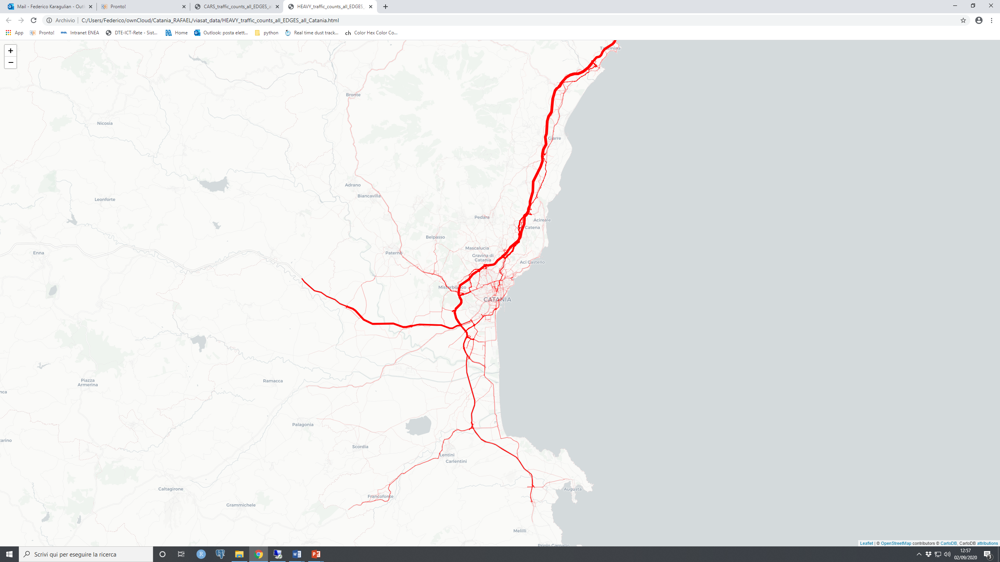 Mail - Federico Karagulian - Outl
Pronto!
CARS_traffic_counts_all_EDGES_al
HEAVY_traffic_counts_all_EDGES_
Archivio
C:/Users/Federico/ownCloud/Catania_RAFAEL/viasat_data/HEAVY_traffic_counts_all_EDGES_all_Catania.html
App
Pronto!
Intranet ENEA
DTE-ICT-Rete - Sist...
Home
Outlook: posta elett...
python
Real time dust track...
ch Color Hex Color Co...
+
−
Taormina
Bronte
Nicosia
Giarre
Adrano
Biancavilla
Leonforte
Pedara
Acireale
Catena
Belpasso
Mascalucia
Enna
Paternò
Gravina di
Catania
Aci Castello
Misterbianco
CATANIA
Piazza
Armerina
Ramacca
nca
Palagonia
zarino
Scordia
Lentini
Carlentini
Caltagirone
Augusta
Francofonte
Grammichele
Melilli
Priolo Gargallo
Leaflet | © OpenStreetMap contributors © CartoDB, CartoDB attributions
Scrivi qui per eseguire la ricerca
R
12:57
02/09/2020
3